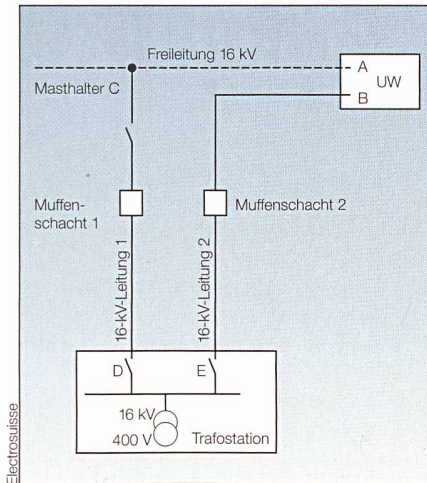 Freileitung 16 kV
A
UW
B
Masthalter C
Muffen-
schacht 1
Muffenschacht 2
16-kV-Leitung 1
16-kV-Leitung 2
D
E
16 kV
400 V
Trafostation
Electrosuisse